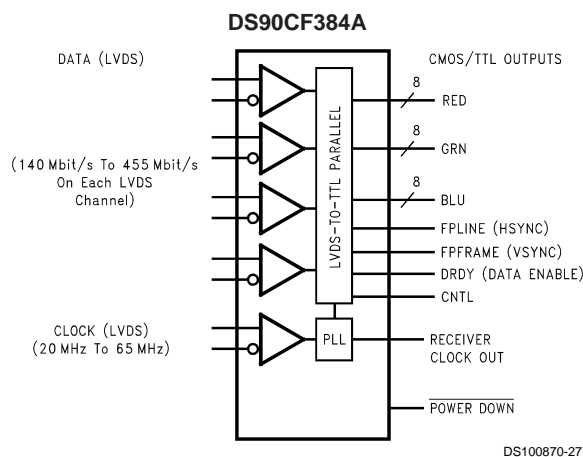 DS90CF384A
DATA (LVDS)
CMOS/TTL OUTPUTS
8
RED
8
GRN
(140 Mbit/s To 455 Mbit/s
On Each LVDS
Channel)
LVDS-TO-TTL PARALLEL
8
BLU
FPLINE (HSYNC)
FPFRAME (VSYNC)
DRDY (DATA ENABLE)
CNTL
CLOCK (LVDS)
(20 MHz To 65 MHz)
PLL
RECEIVER
CLOCK OUT
POWER DOWN
DS100870-27